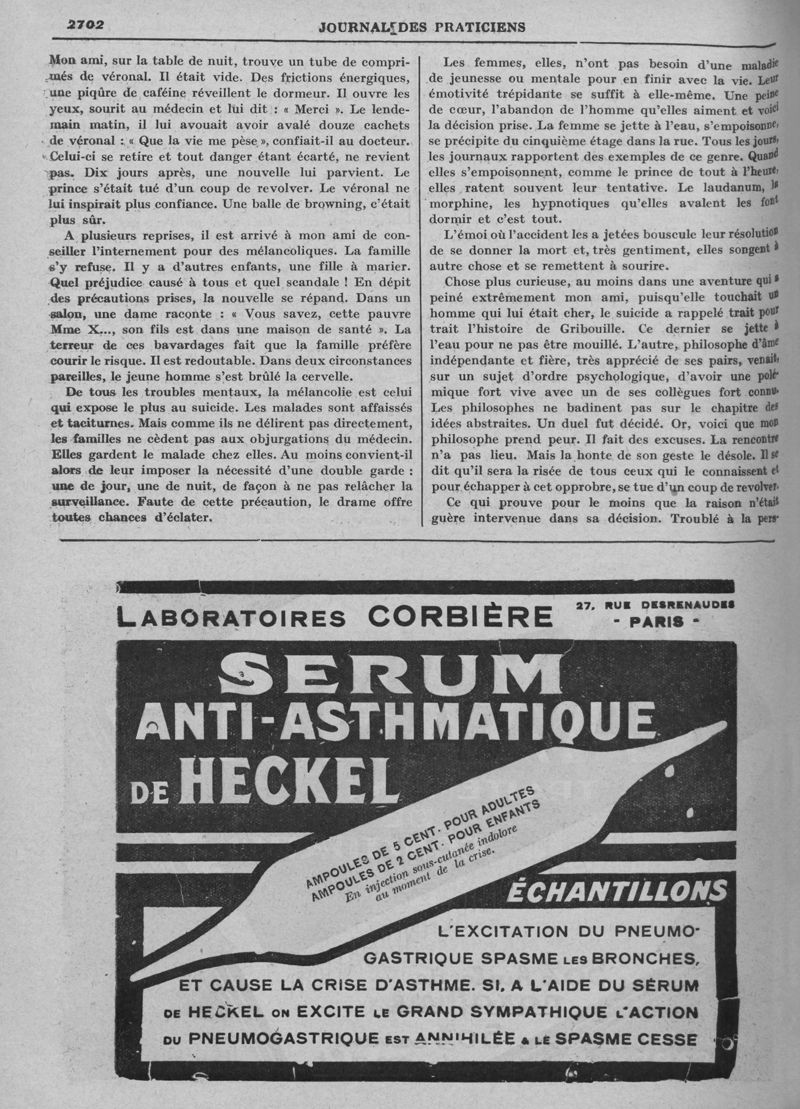 2702
JOURNAL DES PRATICIENS
Mon ami, sur la table de nuit, trouve un tube de compri-
més de véronal. Il était vide. Des frictions énergiques,
une piqûre de caféine réveillent le dormeur. Il ouvre les
yeux, sourit au médecin et lui dit : « Merci ». Le lende-
main matin, il lui avouait avoir avalé douze cachets
de véronal : « Que la vie me pèse », confiait-il au docteur.
Celui-ci se retire et tout danger étant écarté, ne revient
pas. Dix jours après, une nouvelle lui parvient. Le
prince s'était tué d'un coup de revolver. Le véronal ne
lui inspirait plus confiance. Une balle de browning, c'était
plus sûr.
A plusieurs reprises, il est arrivé à mon ami de con-
seiller l'internement pour des mélancoliques. La famille
s'y refuse. Il y a d'autres enfants, une fille à marier.
Quel préjudice causé à tous et quel scandale ! En dépit
des précautions prises, la nouvelle se répand. Dans un
salon, une dame raconte : « Vous savez, cette pauvre
Mme X..., son fils est dans une maison de santé ». La
terreur de ces bavardages fait que la famille préfère
courir le risque. Il est redoutable. Dans deux circonstances
pareilles, le jeune homme s'est brûlé la cervelle.
De tous les troubles mentaux, la mélancolie est celui
qui expose le plus au suicide. Les malades sont affaissés
et taciturnes. Mais comme ils ne délirent pas directement,
les familles ne cèdent pas aux objurgations du médecin.
Elles gardent le malade chez elles. Au moins convient-il
alors de leur imposer la nécessité d'une double garde :
une de jour, une de nuit, de façon à ne pas relâcher la
surveillance. Faute de cette précaution, le drame offre
toutes chances d'éclater.
Les femmes, elles, n'ont pas besoin d'une maladie
de jeunesse ou mentale pour en finir avec la vie. Leur
émotivité trépidante se suffit à elle-même. Une peine
de cœur, l'abandon de l'homme qu'elles aiment et voici
la décision prise. La femme se jette à l'eau, s'empoisonne,
se précipite du cinquième étage dans la rue. Tous les jours,
les journaux rapportent des exemples de ce genre. Quand
elles s'empoisonnent, comme le prince de tout à l'heure,
elles ratent souvent leur tentative. Le laudanum, la
morphine, les hypnotiques qu'elles avalent les font
dormir et c'est tout.
L'émoi où l'accident les a jetées bouscule leur résolution
de se donner la mort et, très gentiment, elles songent à
autre chose et se remettent à sourire.
Chose plus curieuse, au moins dans une aventure qui a
peiné extrêmement mon ami, puisqu'elle touchait un
homme qui lui était cher, le suicide a rappelé trait pour
trait l'histoire de Gribouille. Ce dernier se jette à
l'eau pour ne pas être mouillé. L'autre, philosophe d'âme
indépendante et fière, très apprécié de ses pairs, venait,
sur un sujet d'ordre psychologique, d'avoir une polé-
mique fort vive avec un de ses collègues fort connu.
Les philosophes ne badinent pas sur le chapitre des
idées abstraites. Un duel fut décidé. Or, voici que mon
philosophe prend peur. Il fait des excuses. La rencontre
n'a pas lieu. Mais la honte de son geste le désole. Il se
dit qu'il sera la risée de tous ceux qui le connaissent et
pour échapper à cet opprobre, se tue d'un coup de revolver.
Ce qui prouve pour le moins que la raison n'était
guère intervenue dans sa décision. Troublé à la pers-
LABORATOIRES CORBIÈRE
27, RUE DESRENAUDES
- PARIS -
SERUM
ANTI-ASTHMATIQUE
DE HECKEL
AMPOULES DE 5 CENT. POUR ADULTES
AMPOULES DE 2 CENT. POUR ENFANTS
En injection sous-cutanée indolore
au moment de la crise.
ÉCHANTILLONS
L'EXCITATION DU PNEUMO-
GASTRIQUE SPASME LES BRONCHES,
ET CAUSE LA CRISE D'ASTHME. SI, A L'AIDE DU SÉRUM
DE HECKEL ON EXCITE LE GRAND SYMPATHIQUE L'ACTION
DU PNEUMOGASTRIQUE EST ANNIHILÉE & LE SPASME CESSE